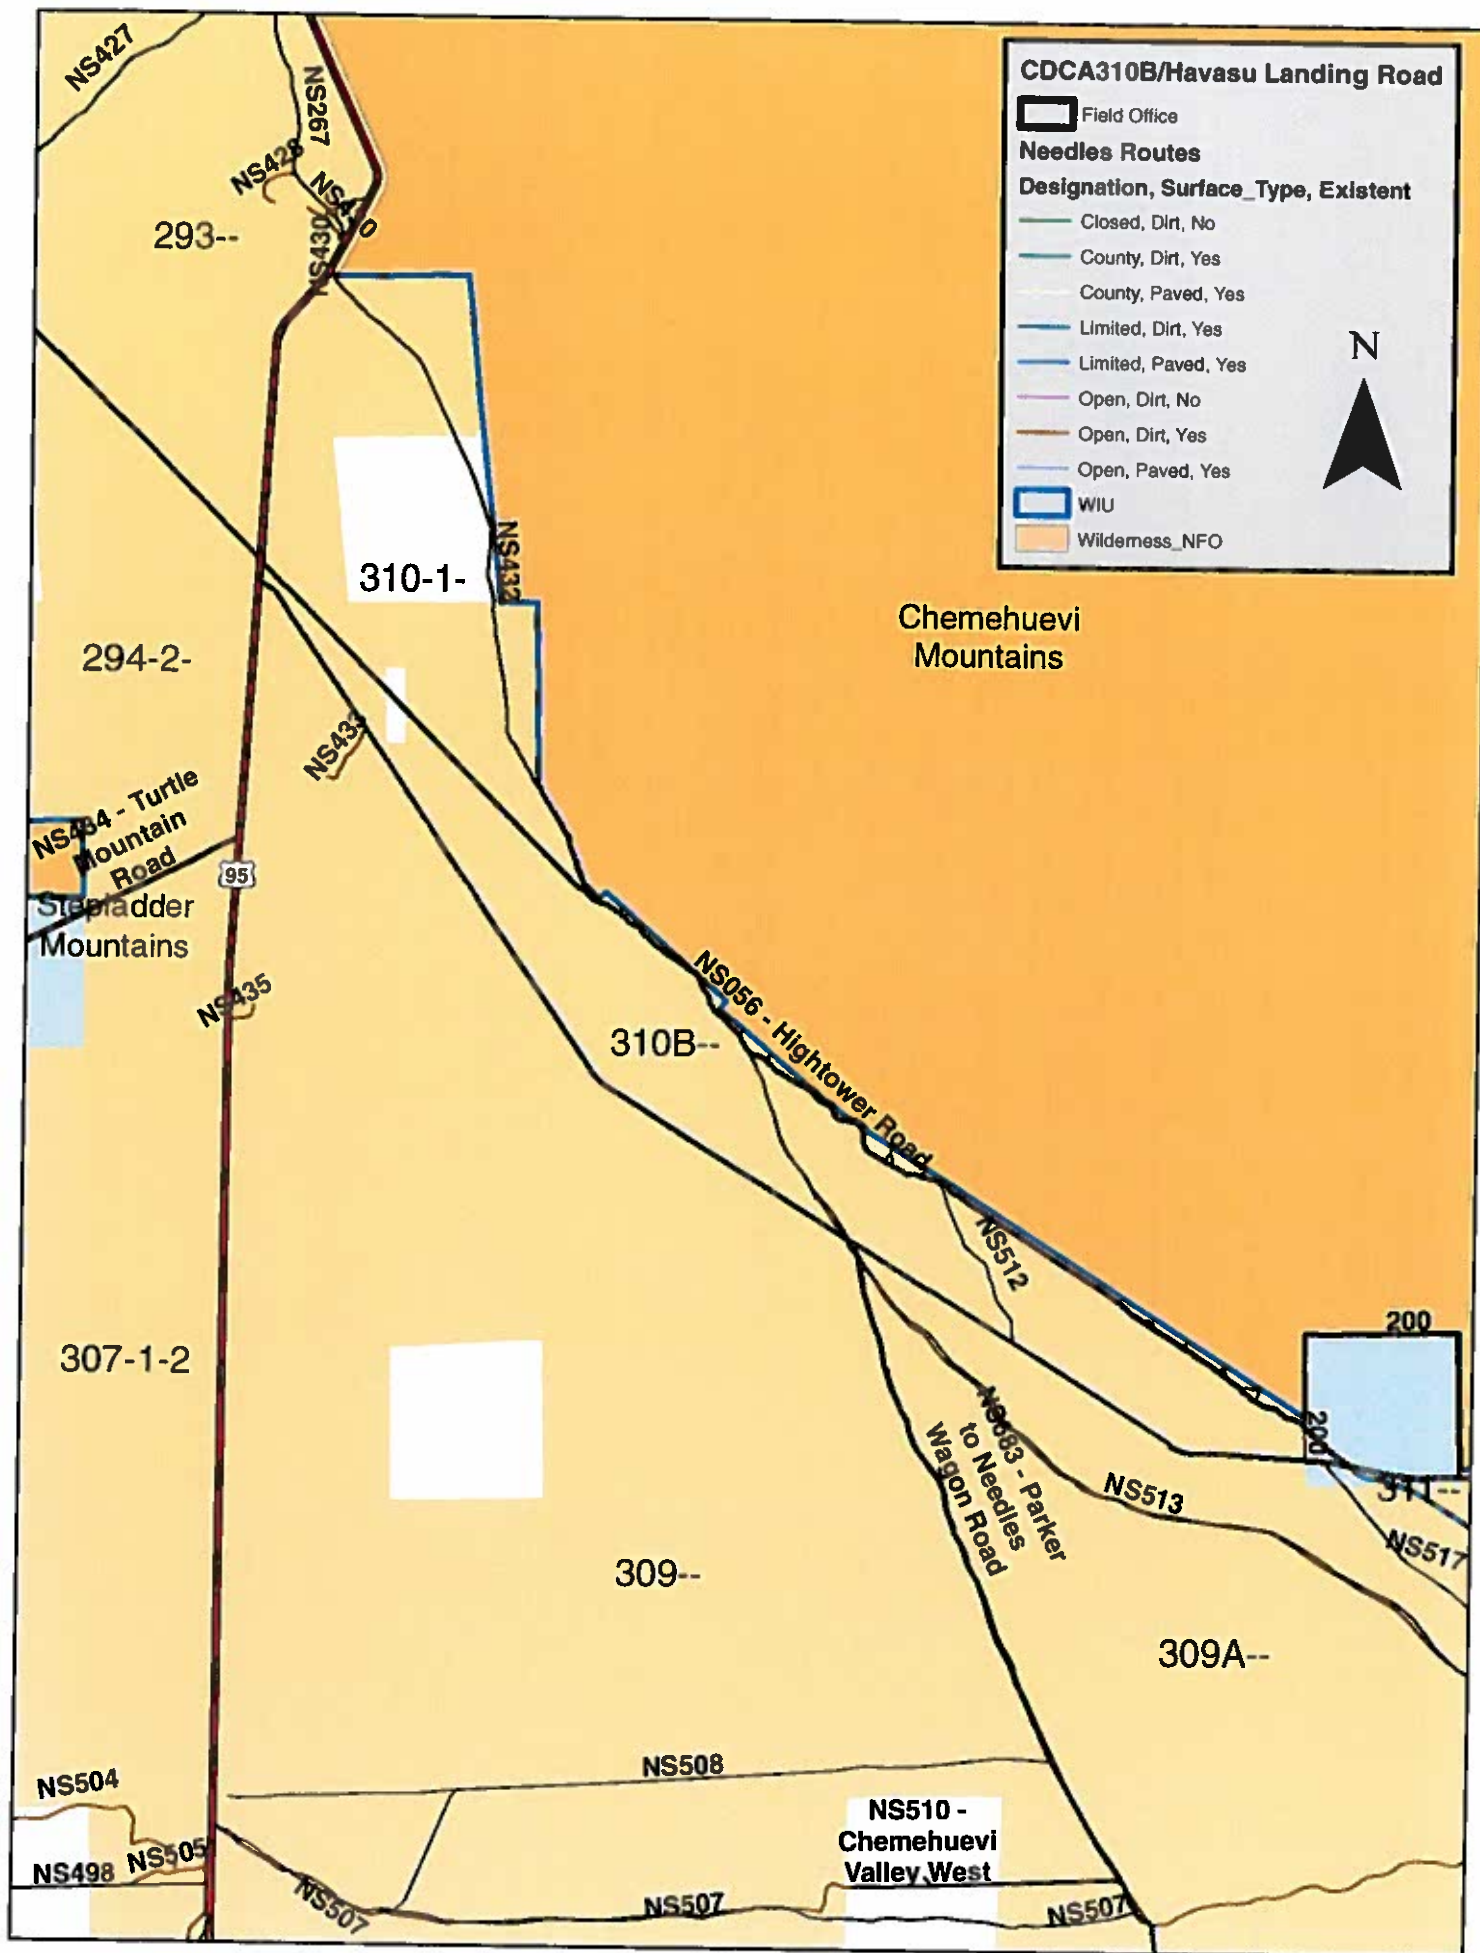 CDCA310B/Havasu Landing Road
Field Office
Needles Routes
Designation, Surface_Type, Existent
Closed, Dirt, No
County, Dirt, Yes
County, Paved, Yes
Limited, Dirt, Yes
Limited, Paved, Yes
Open, Dirt, No
Open, Dirt, Yes
Open, Paved, Yes
WIU
Wilderness_NFO
N
NS427
NS267
NS428
NS430
293--
310-1-
NS432
Chemehuevi
Mountains
294-2-
NS433
NS434 - Turtle
Mountain
Road
95
Stepladder
Mountains
NS435
310B--
NS056 - Hightower Road
NS512
200
200
307-1-2
NS683 - Parker
to Needles
Wagon Road
NS513
311--
NS517
309--
309A--
NS508
NS504
NS510 -
Chemehuevi
Valley West
NS505
NS498
NS507
NS507
NS507